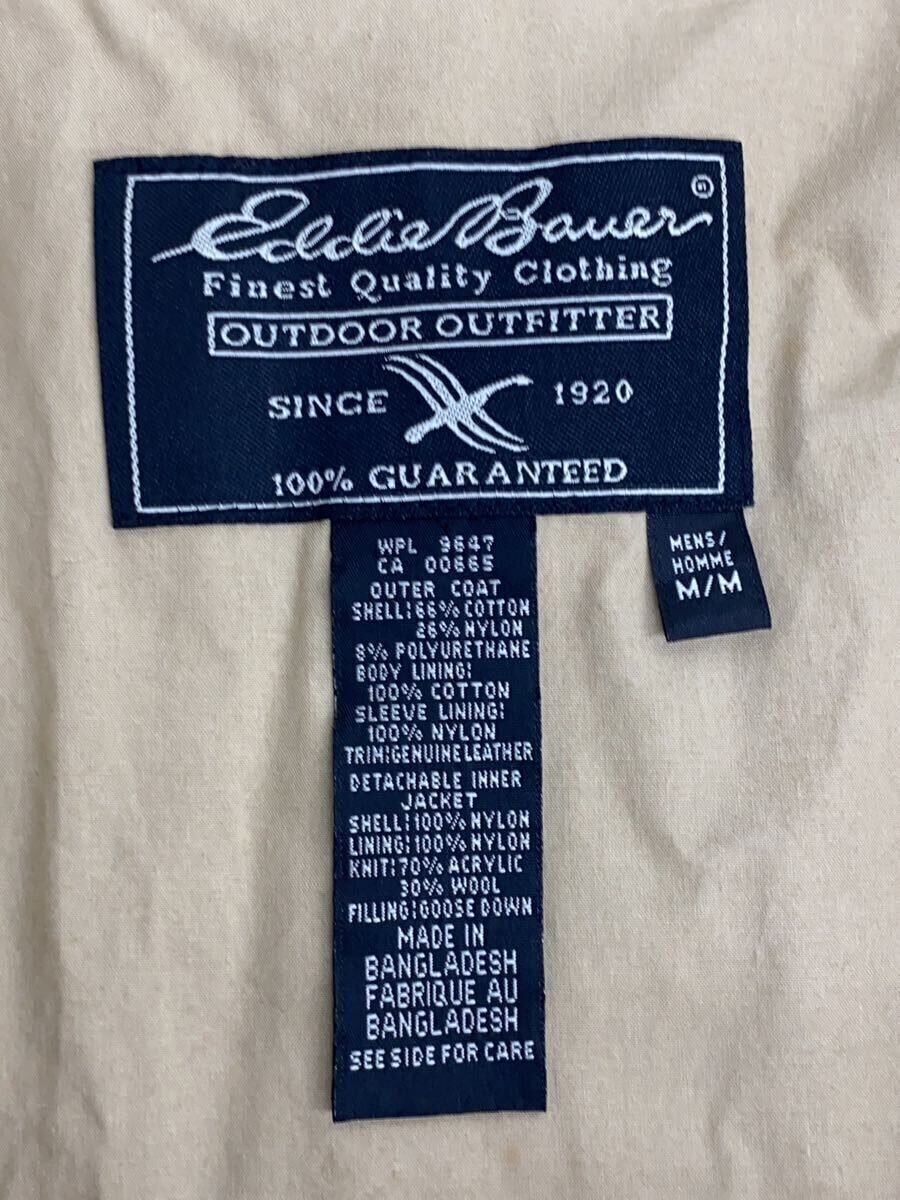 Eddie Bauer ®
Finest Quality Clothing
OUTDOOR OUTFITTER
SINCE 1920
100% GUARANTEED
MENS/
HOMME
M/M
WPL 9647
CA 00665
OUTER COAT
SHELL:66% COTTON
26% NYLON
8% POLYURETHANE
BODY LINING:
100% COTTON
SLEEVE LINING:
100% NYLON
TRIM:GENUINE LEATHER
DETACHABLE INNER
JACKET
SHELL:100% NYLON
LINING:100% NYLON
KNIT:70% ACRYLIC
30% WOOL
FILLING:GOOSE DOWN
MADE IN
BANGLADESH
FABRIQUE AU
BANGLADESH
SEE SIDE FOR CARE